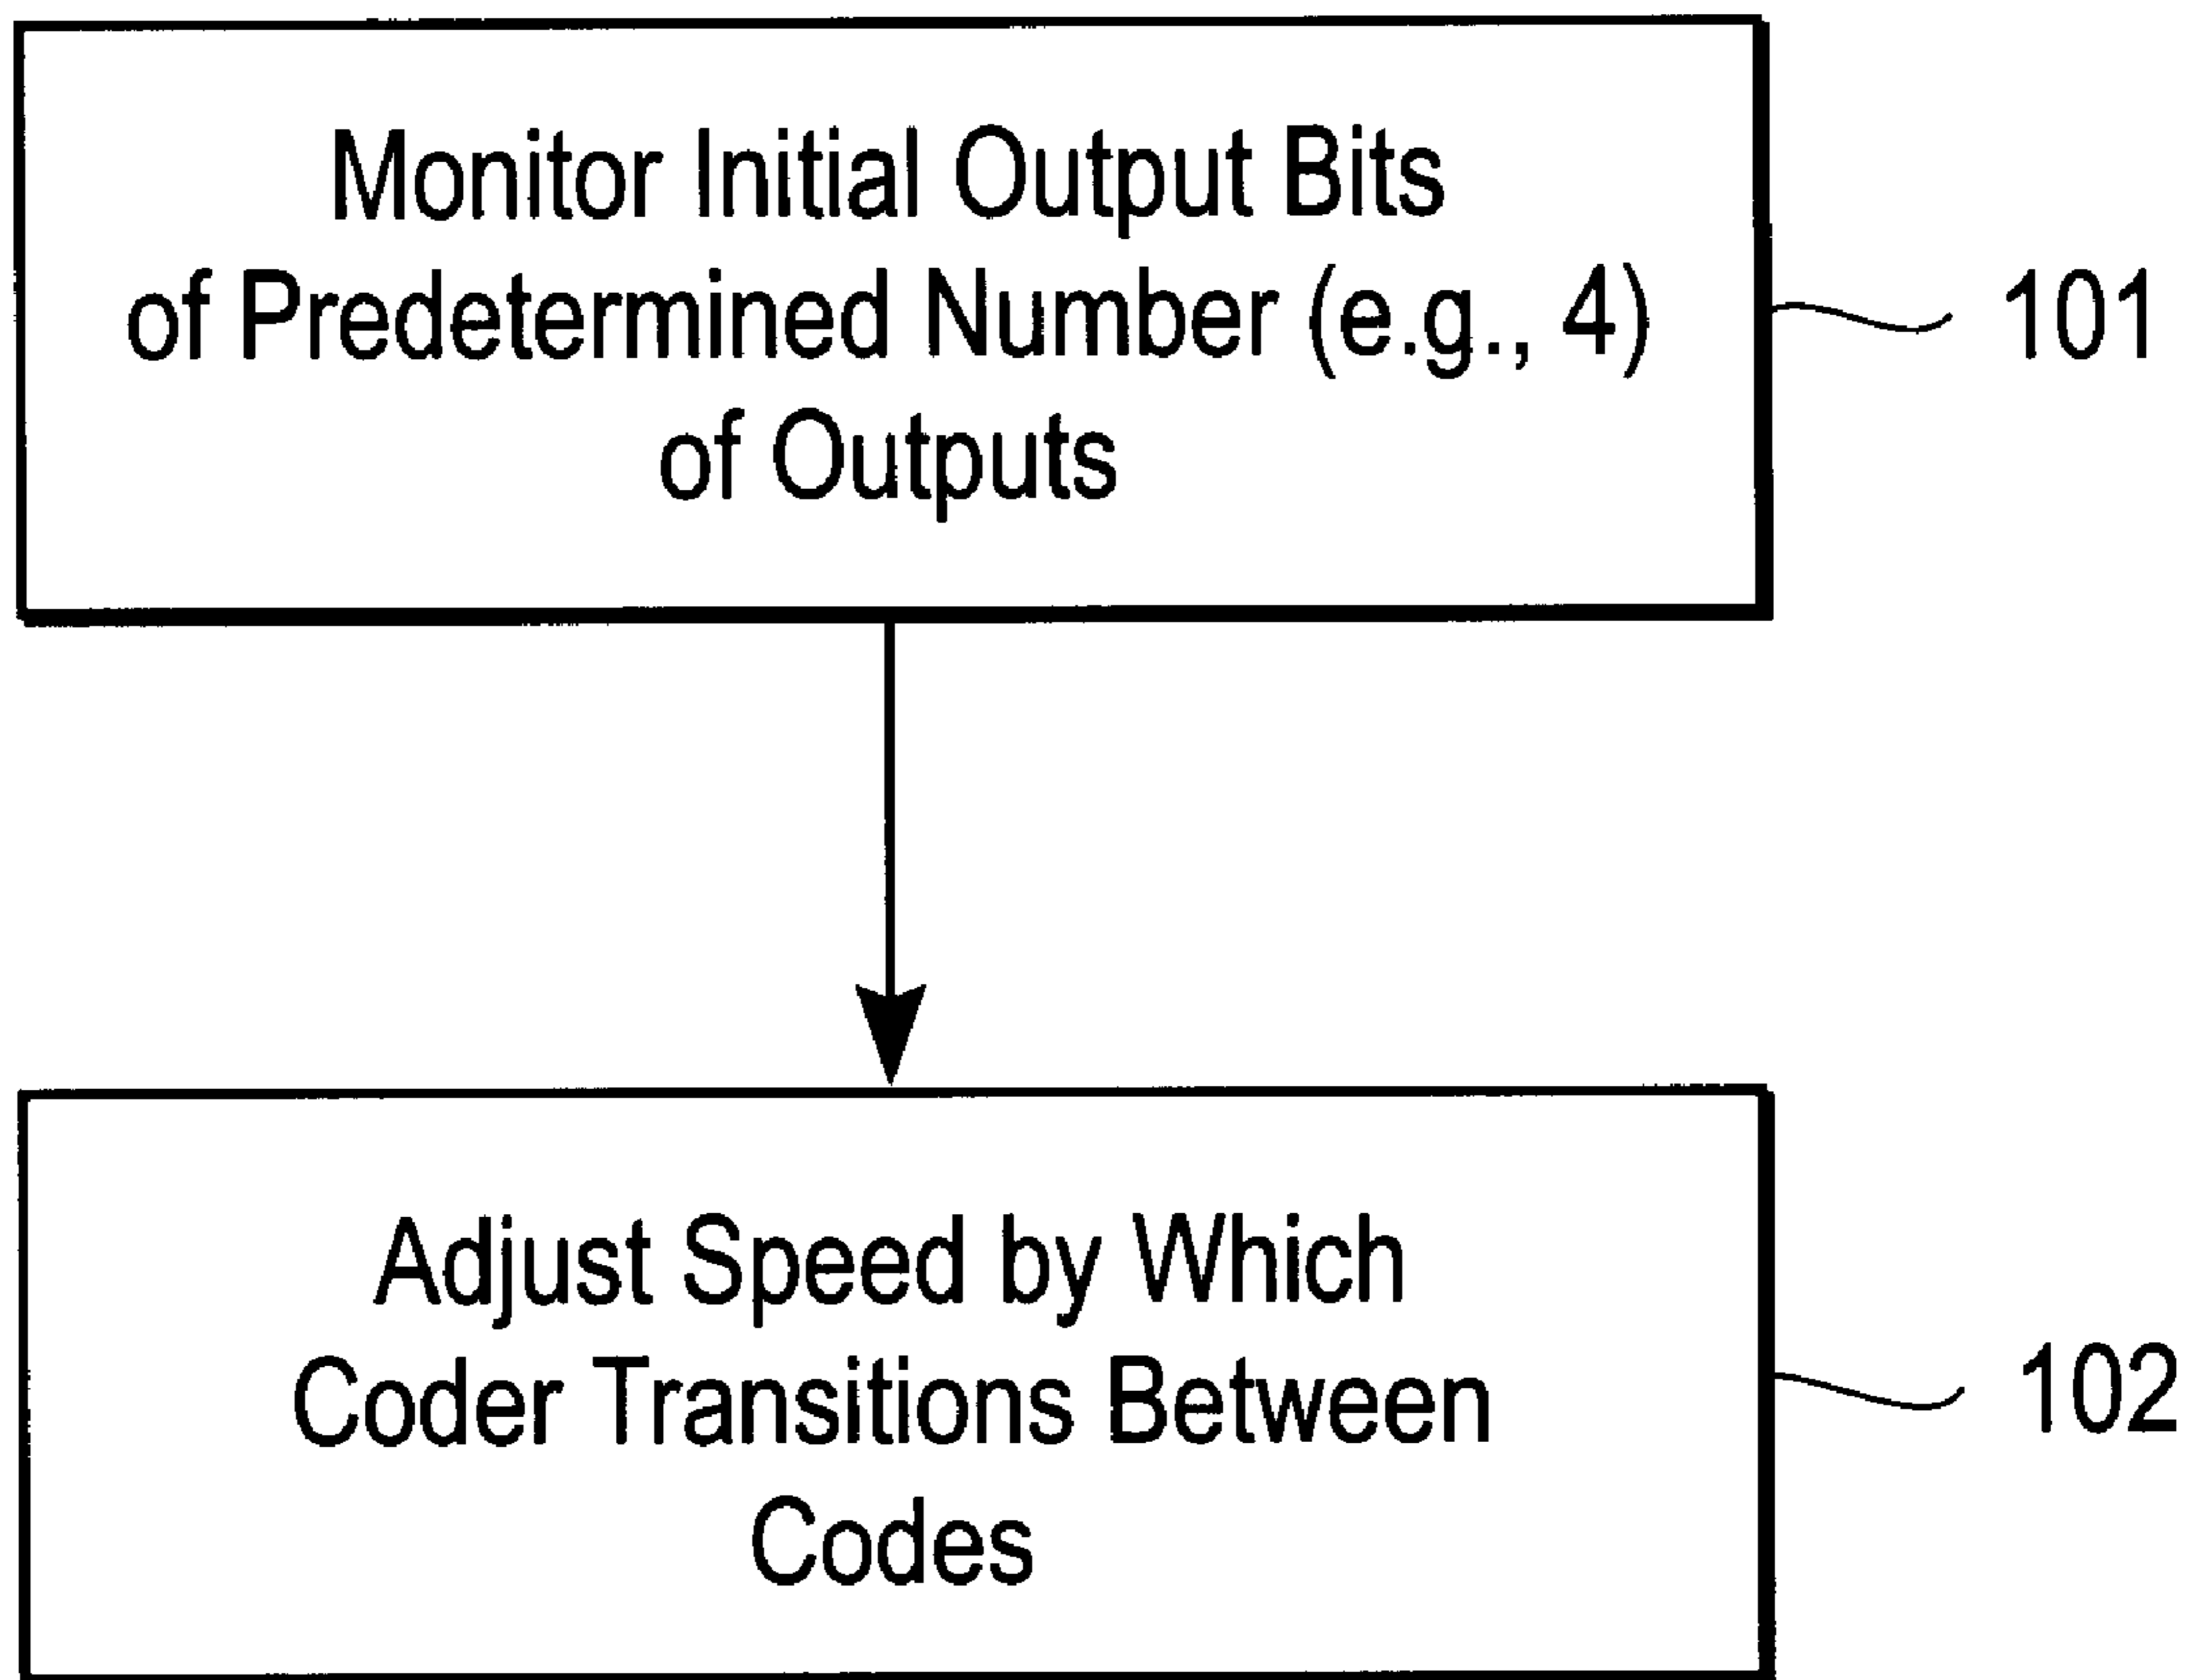 Monitor Initial Output Bits
of Predetermined Number (e.g., 4)
of Outputs
101
Adjust Speed by Which
Coder Transitions Between
Codes
102